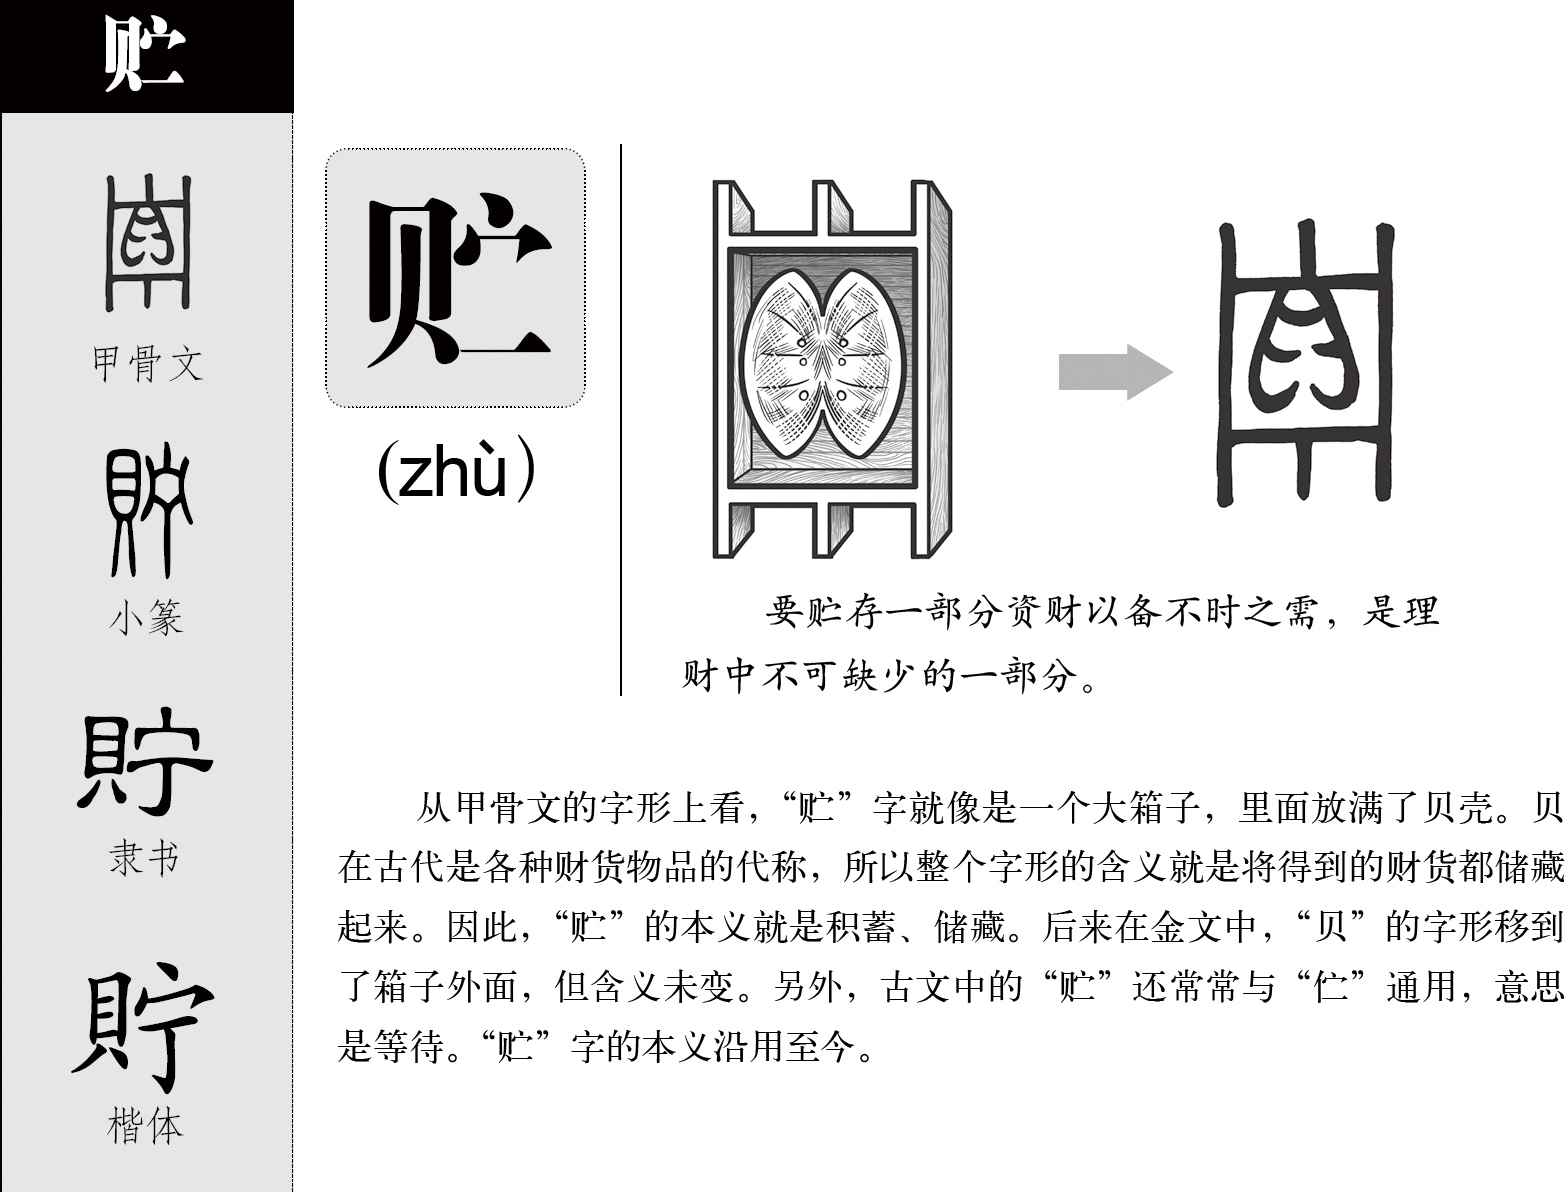 贮
甲骨文
貯
小篆
貯
隶书
貯
楷体
贮
(zhù)
要贮存一部分资财以备不时之需，是理
财中不可缺少的一部分。
从甲骨文的字形上看，“贮”字就像是一个大箱子，里面放满了贝壳。贝
在古代是各种财货物品的代称，所以整个字形的含义就是将得到的财货都储藏
起来。因此，“贮”的本义就是积蓄、储藏。后来在金文中，“贝”的字形移到
了箱子外面，但含义未变。另外，古文中的“贮”还常常与“伫”通用，意思
是等待。“贮”字的本义沿用至今。